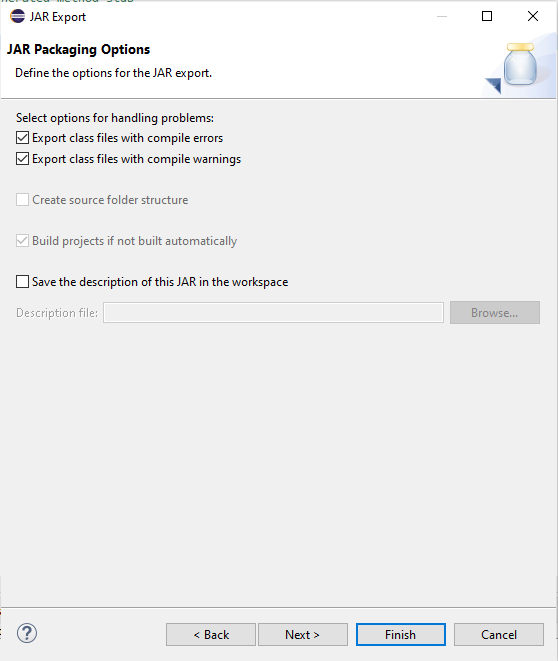 JAR Export
JAR Packaging Options
Define the options for the JAR export.
Select options for handling problems:
Export class files with compile errors
Export class files with compile warnings
Create source folder structure
Build projects if not built automatically
Save the description of this JAR in the workspace
Description file: Browse...
? < Back Next > Finish Cancel